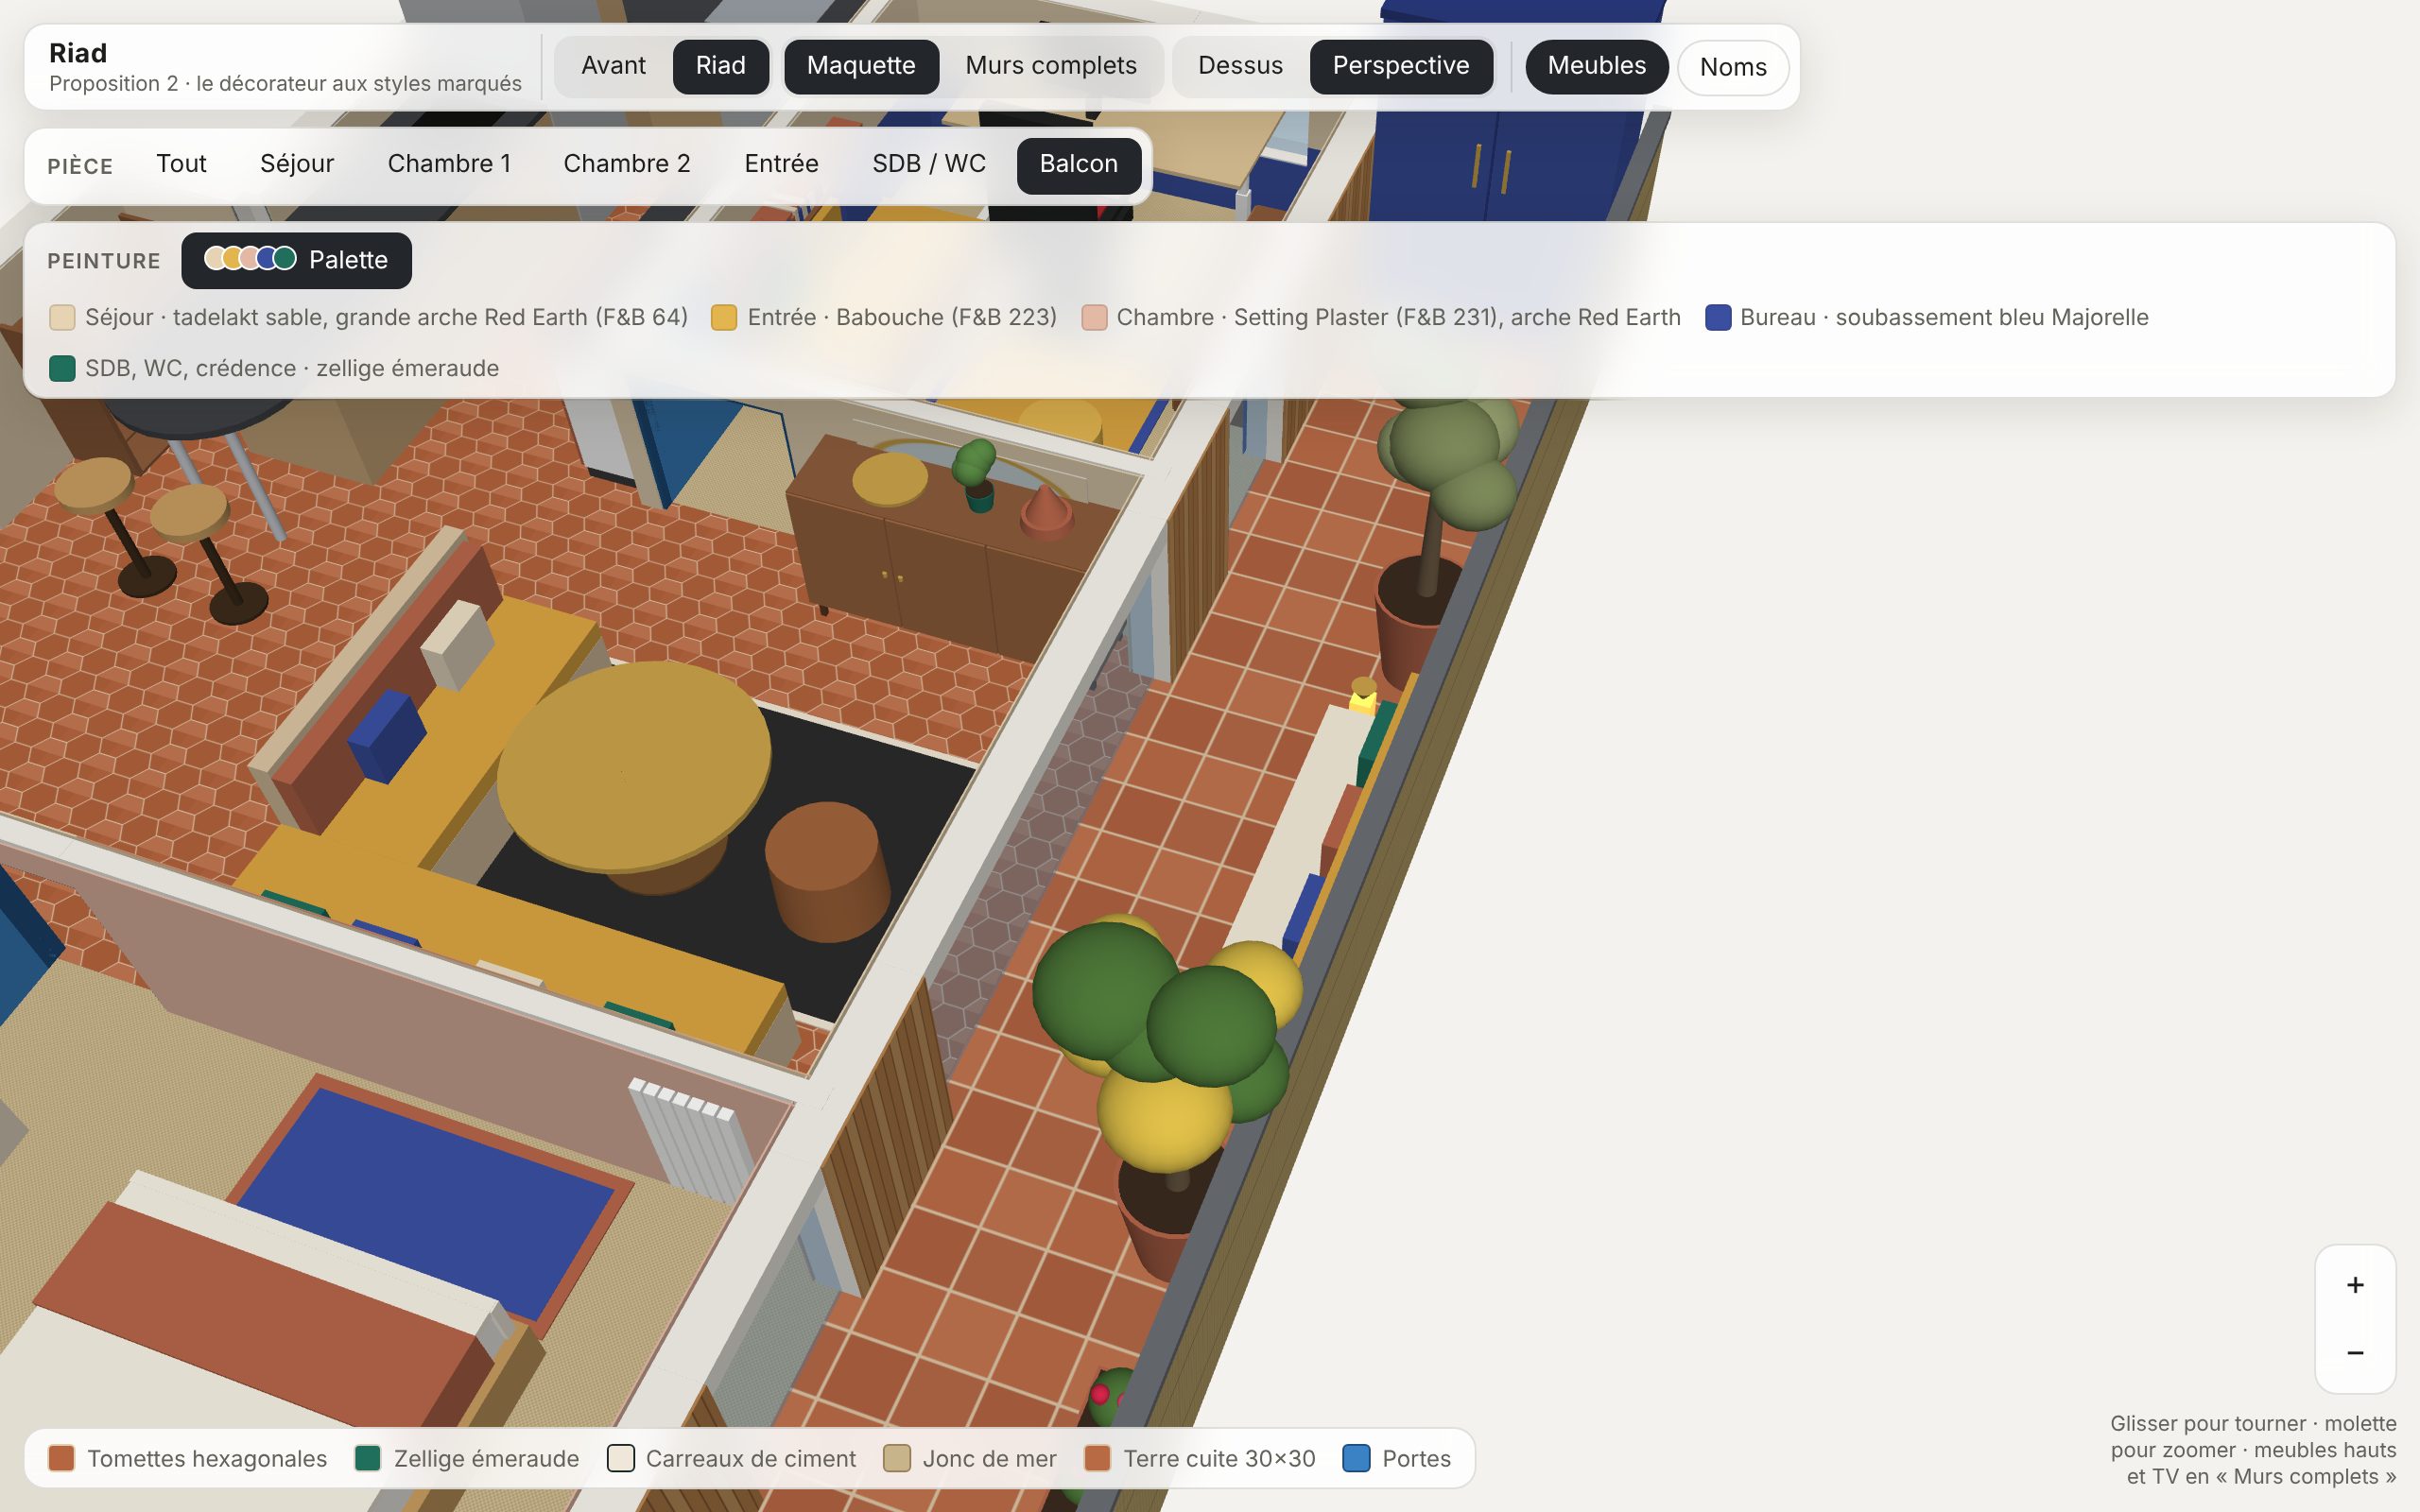 Riad
Proposition 2 · le décorateur aux styles marqués
Avant Riad Maquette Murs complets Dessus Perspective Meubles Noms
PIÈCE Tout Séjour Chambre 1 Chambre 2 Entrée SDB / WC Balcon
PEINTURE Palette
Séjour · tadelakt sable, grande arche Red Earth (F&B 64) Entrée · Babouche (F&B 223) Chambre · Setting Plaster (F&B 231), arche Red Earth Bureau · soubassement bleu Majorelle
SDB, WC, crédence · zellige émeraude
+
−
Glisser pour tourner · molette
pour zoomer · meubles hauts
et TV en « Murs complets »
Tomettes hexagonales Zellige émeraude Carreaux de ciment Jonc de mer Terre cuite 30×30 Portes